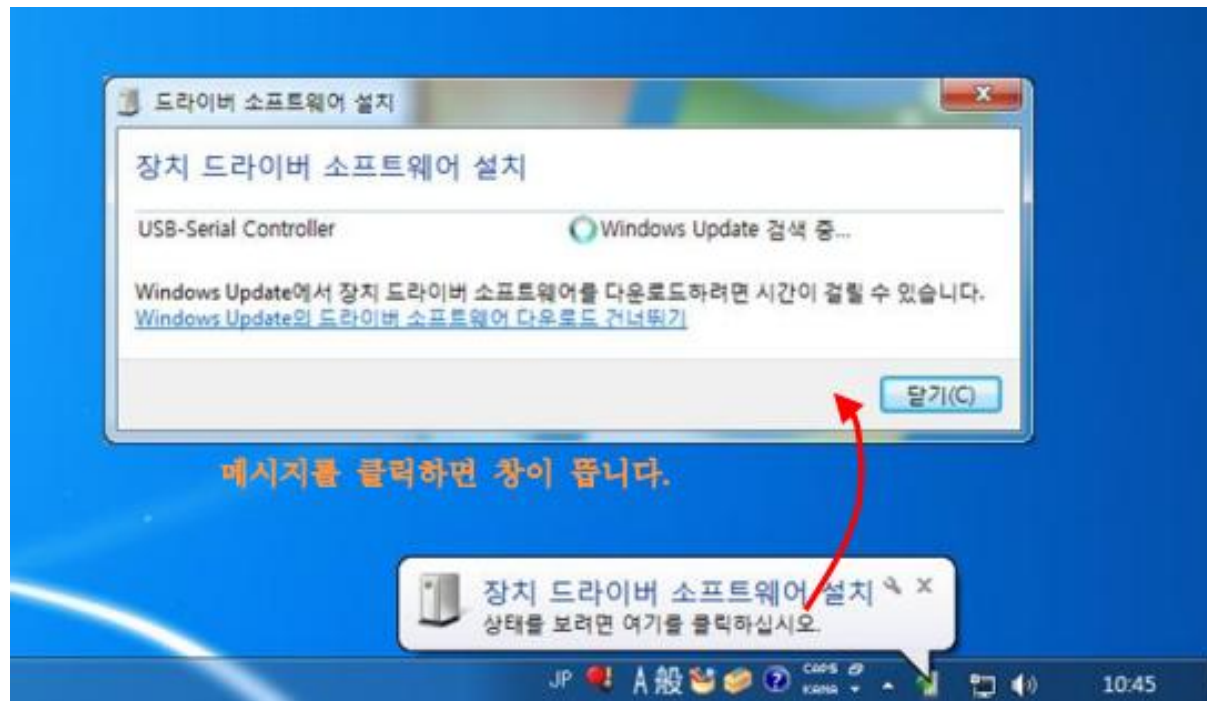 드라이버 소프트웨어 설치
장치 드라이버 소프트웨어 설치
USB-Serial Controller Windows Update 검색 중...
Windows Update에서 장치 드라이버 소프트웨어를 다운로드하려면 시간이 걸릴 수 있습니다.
Windows Update의 드라이버 소프트웨어 다운로드 건너뛰기
닫기(C)
메시지를 클릭하면 창이 뜹니다.
장치 드라이버 소프트웨어 설치
상태를 보려면 여기를 클릭하십시오.
JP A 般 CAPS KANA 10:45